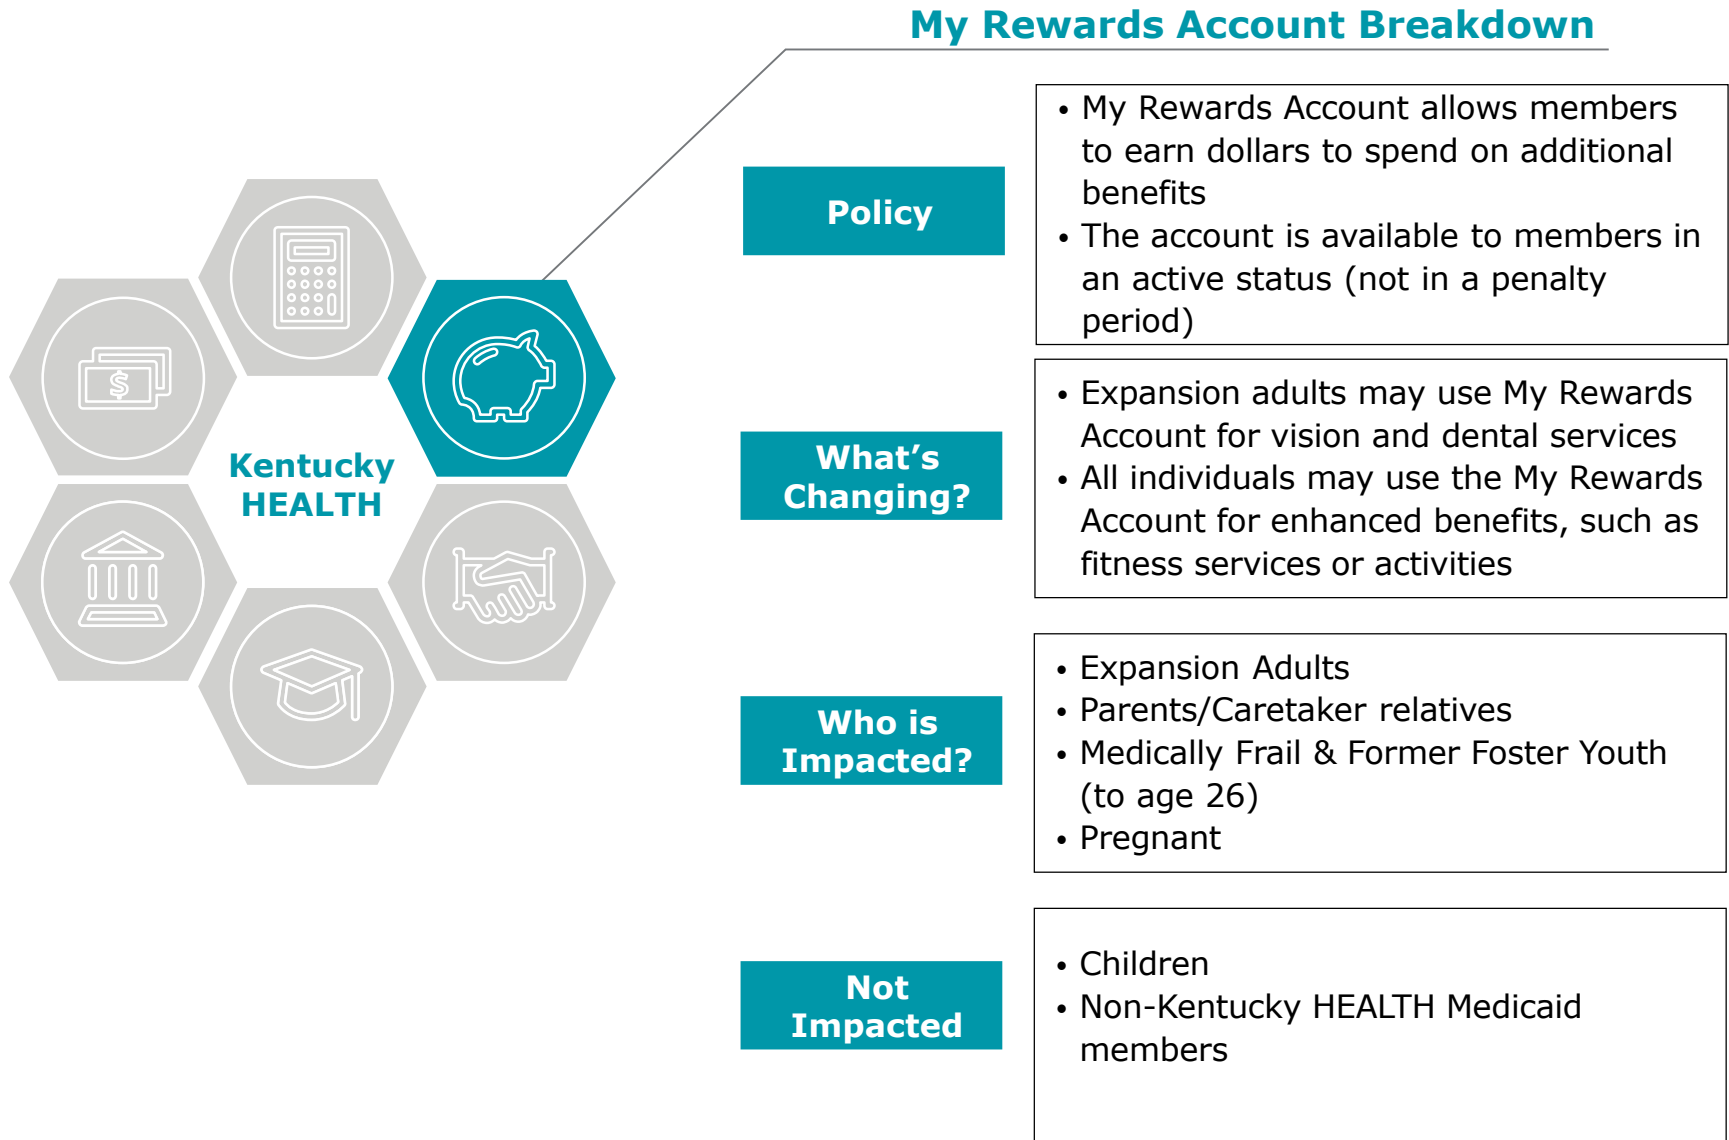 My Rewards Account Breakdown
Kentucky
HEALTH
$
Policy
• My Rewards Account allows members
to earn dollars to spend on additional
benefits
• The account is available to members in
an active status (not in a penalty
period)
What’s
Changing?
• Expansion adults may use My Rewards
Account for vision and dental services
• All individuals may use the My Rewards
Account for enhanced benefits, such as
fitness services or activities
Who is
Impacted?
• Expansion Adults
• Parents/Caretaker relatives
• Medically Frail & Former Foster Youth
(to age 26)
• Pregnant
Not
Impacted
• Children
• Non-Kentucky HEALTH Medicaid
members